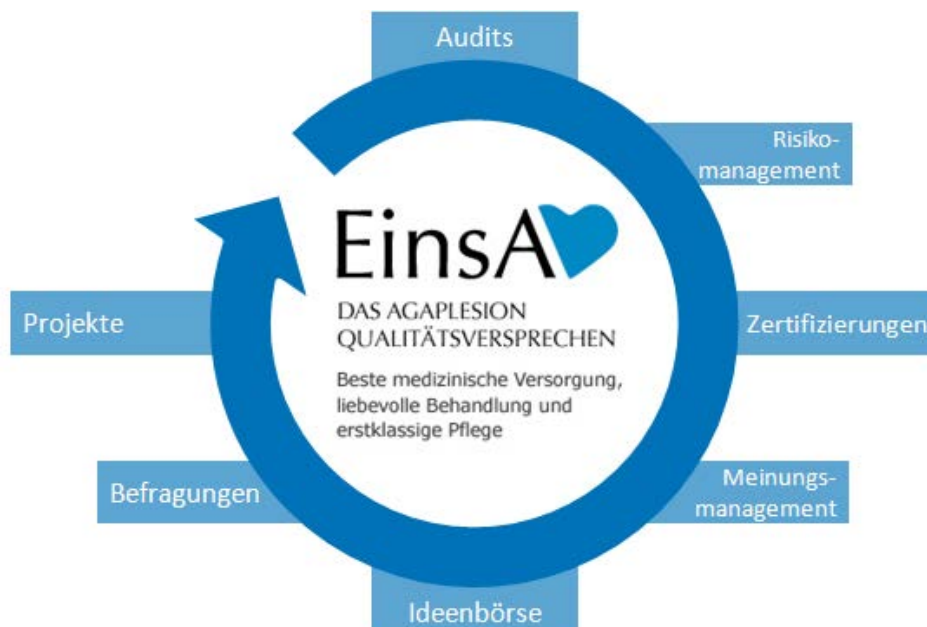 Audits
Risiko-
management
Zertifizierungen
Meinungs-
management
Ideenbörse
Befragungen
Projekte
EinsA
DAS AGAPLESION
QUALITÄTSVERSPRECHEN
Beste medizinische Versorgung,
liebevolle Behandlung und
erstklassige Pflege